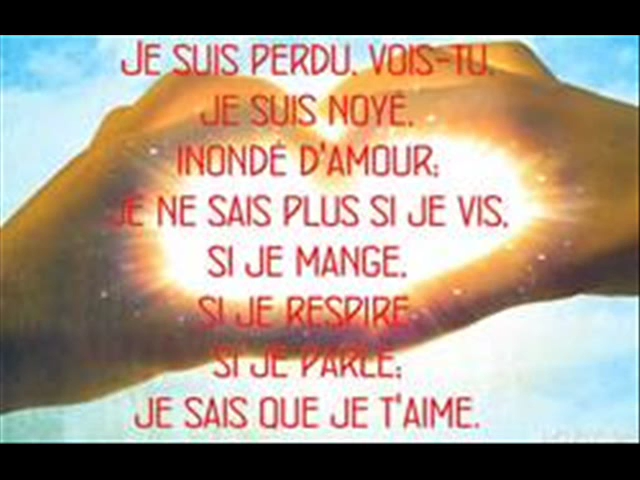 JE SUIS PERDU, VOIS-TU,
JE SUIS NOYÉ,
INONDÉ D'AMOUR;
JE NE SAIS PLUS SI JE VIS,
SI JE MANGE,
SI JE RESPIRE,
SI JE PARLE;
JE SAIS QUE JE T'AIME.